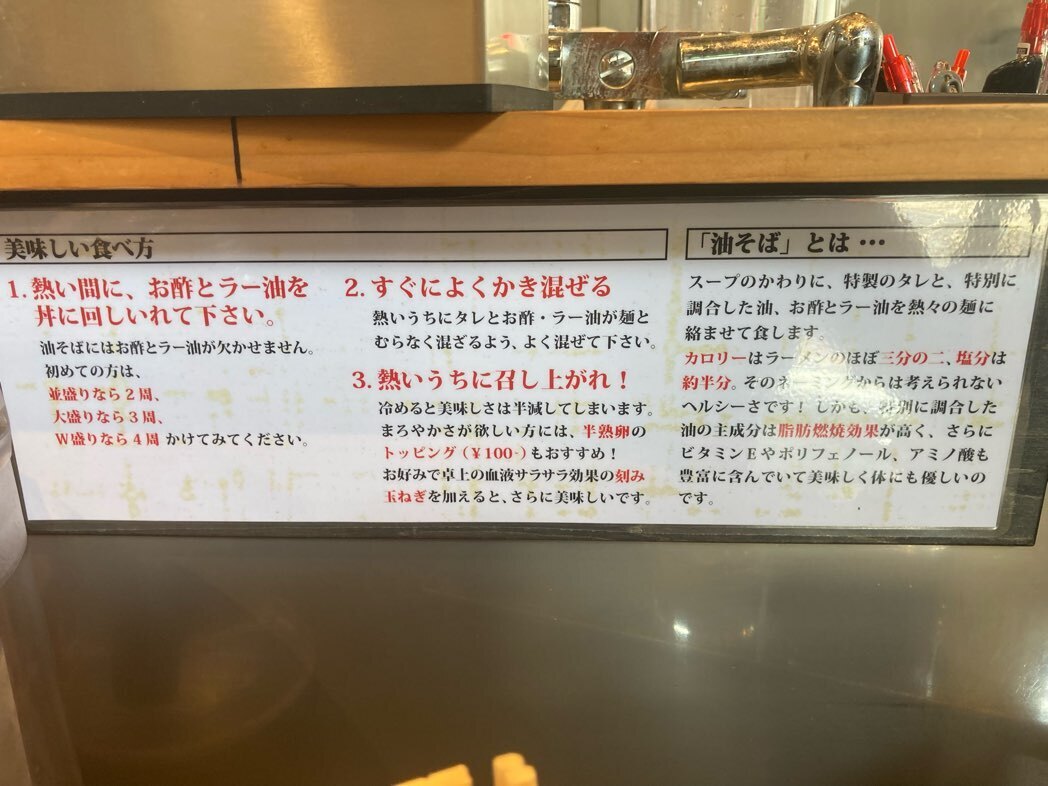 美味しい食べ方
1. 熱い間に、お酢とラー油を
丼に回しいれて下さい。
油そばにはお酢とラー油が欠かせません。
初めての方は、
並盛りなら2周、
大盛りなら3周、
W盛りなら4周 かけてみてください。
2. すぐによくかき混ぜる
熱いうちにタレとお酢・ラー油が麺と
むらなく混ざるよう、よく混ぜて下さい。
3. 熱いうちに召し上がれ！
冷めると美味しさは半減してしまいます。
まろやかさが欲しい方には、半熟卵の
トッピング（¥100-）もおすすめ！
お好みで卓上の血液サラサラ効果の刻み
玉ねぎを加えると、さらに美味しいです。
「油そば」とは…
スープのかわりに、特製のタレと、特別に
調合した油、お酢とラー油を熱々の麺に
絡ませて食します。
カロリーはラーメンのほぼ三分の二、塩分は
約半分。そのネーミングからは考えられない
ヘルシーさです！しかも、特別に調合した
油の主成分は脂肪燃焼効果が高く、さらに
ビタミンEやポリフェノール、アミノ酸も
豊富に含んでいて美味しく体にも優しいの
です。